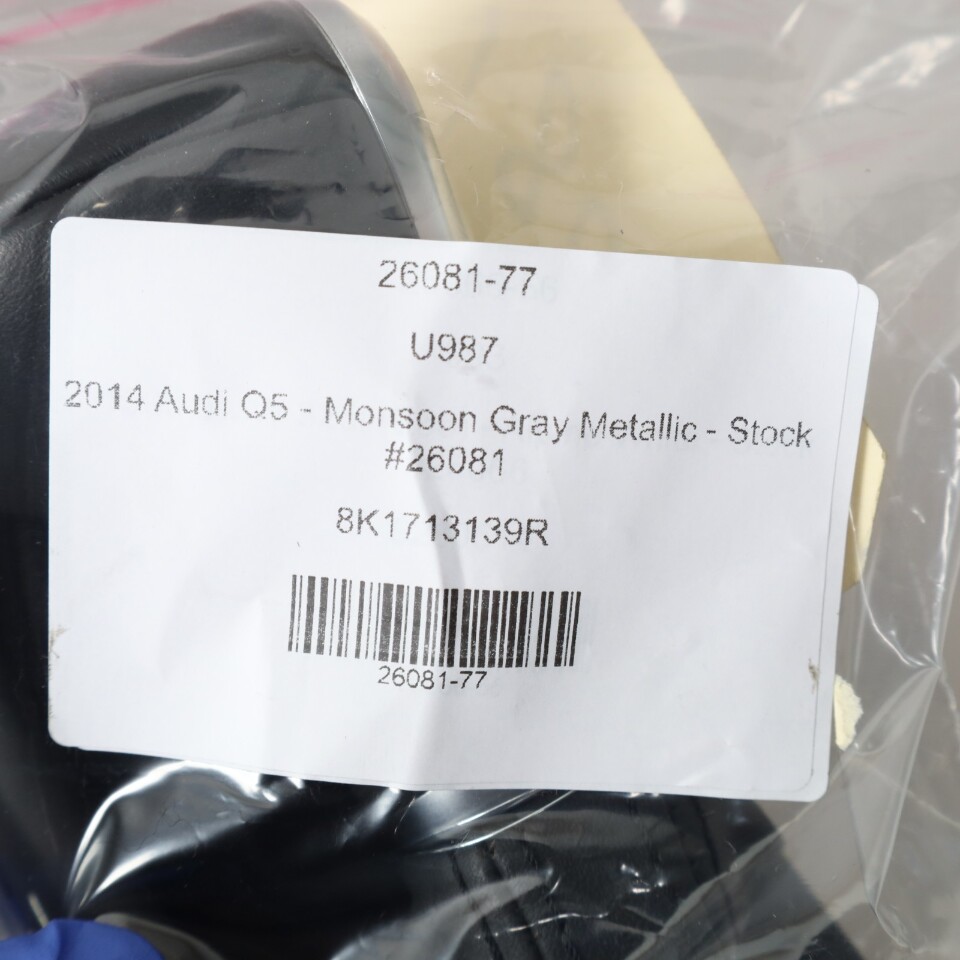 26081-77
U987
2014 Audi Q5 - Monsoon Gray Metallic - Stock
#26081
8K1713139R
26081-77